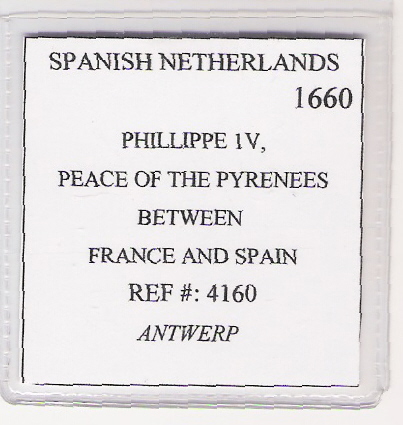 SPANISH NETHERLANDS
1660
PHILLIPPE 1V,
PEACE OF THE PYRENEES
BETWEEN
FRANCE AND SPAIN
REF #: 4160
ANTWERP